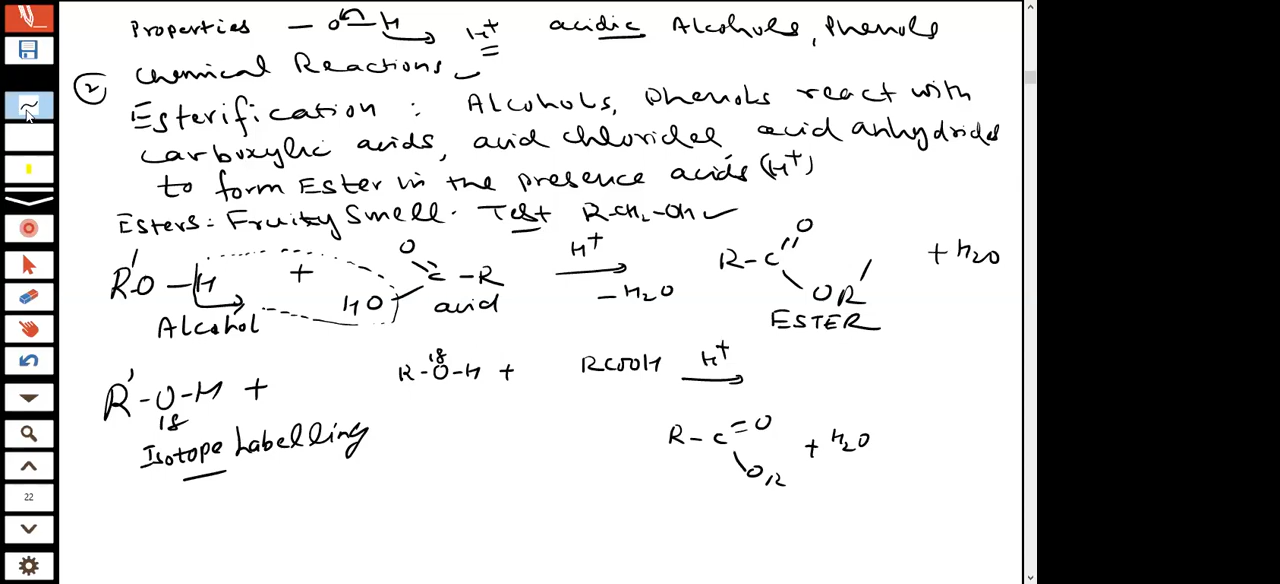 Properties – O–H → H⁺ acidic Alcohols, Phenols
② Chemical Reactions
Esterification : Alcohols, Phenols react with
carboxylic acids, acid chlorides acid anhydrides
to form Ester in the presence acids (H⁺)
Esters: Fruity Smell. Test R-CH₂-OH ✓
R'O – H + HO – C(=O) – R H⁺ → – H₂O R – C(=O) OR' + H₂O
Alcohol acid ESTER
R' – O – H + R – O – H + RCOOH H⁺ →
18 18
Isotope Labelling R – C = O OR + H₂O
22